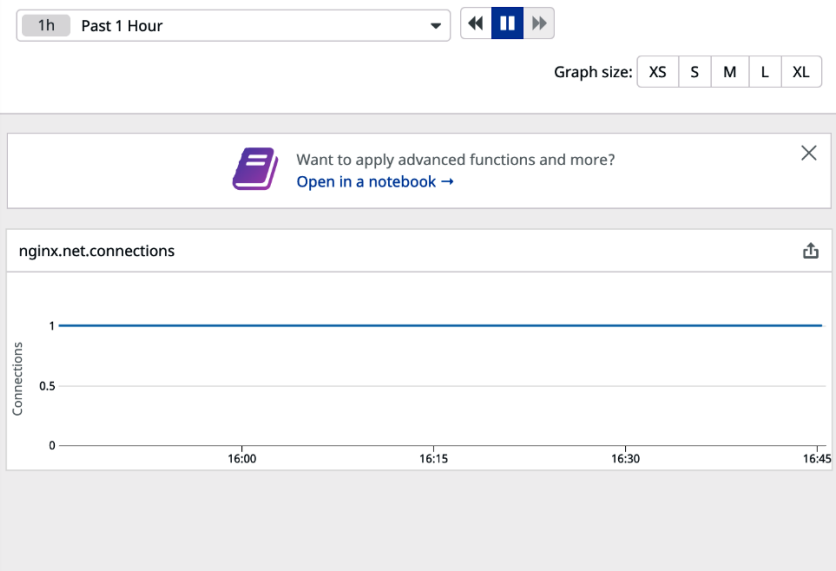 1h Past 1 Hour
Graph size: XS S M L XL
Want to apply advanced functions and more?
Open in a notebook →
nginx.net.connections
Connections
1
0.5
0
16:00 16:15 16:30 16:45